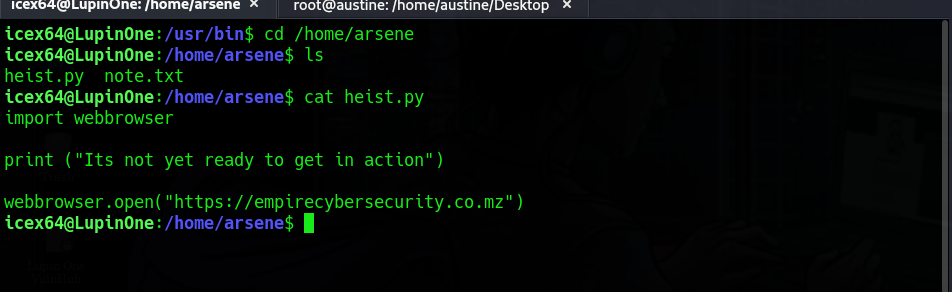 icex64@LupinOne: /home/arsene × root@austine: /home/austine/Desktop ×
icex64@LupinOne:/usr/bin$ cd /home/arsene
icex64@LupinOne:/home/arsene$ ls
heist.py  note.txt
icex64@LupinOne:/home/arsene$ cat heist.py
import webbrowser
print ("Its not yet ready to get in action")
webbrowser.open("https://empirecybersecurity.co.mz")
icex64@LupinOne:/home/arsene$